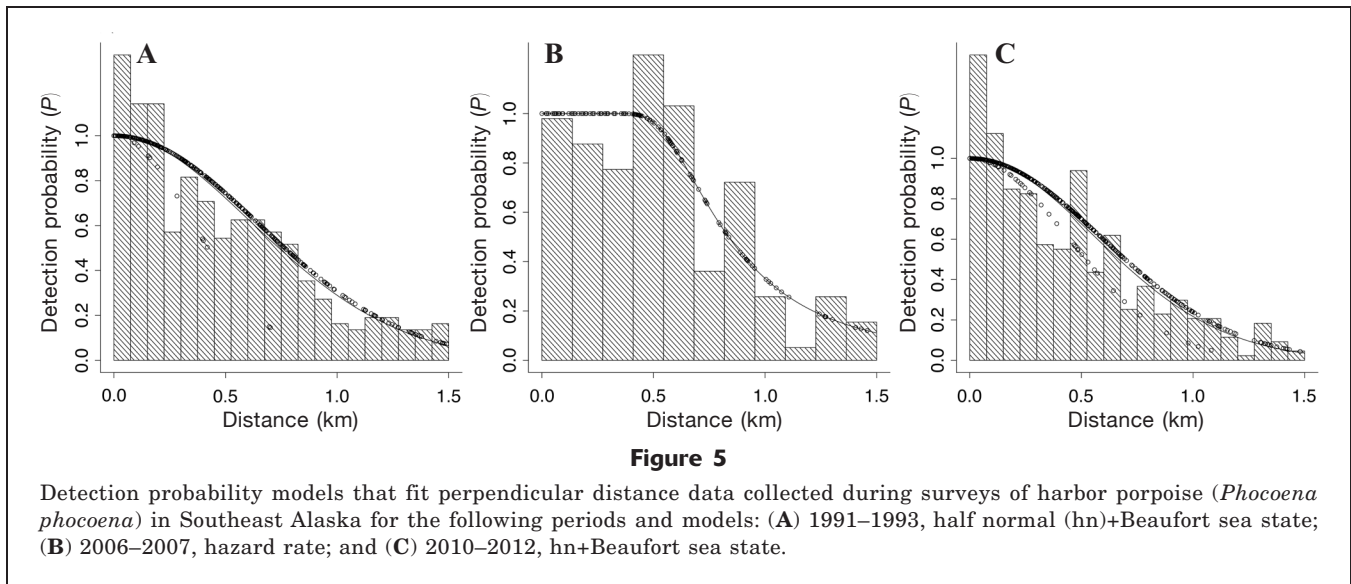 A
B
C
Detection probability (P)
0.0 0.2 0.4 0.6 0.8 1.0
0.0 0.5 1.0 1.5
Distance (km)
Detection probability (P)
0.0 0.2 0.4 0.6 0.8 1.0
0.0 0.5 1.0 1.5
Distance (km)
Detection probability (P)
0.0 0.2 0.4 0.6 0.8 1.0
0.0 0.5 1.0 1.5
Distance (km)
Figure 5
Detection probability models that fit perpendicular distance data collected during surveys of harbor porpoise (Phocoena
phocoena) in Southeast Alaska for the following periods and models: (A) 1991–1993, half normal (hn)+Beaufort sea state;
(B) 2006–2007, hazard rate; and (C) 2010–2012, hn+Beaufort sea state.